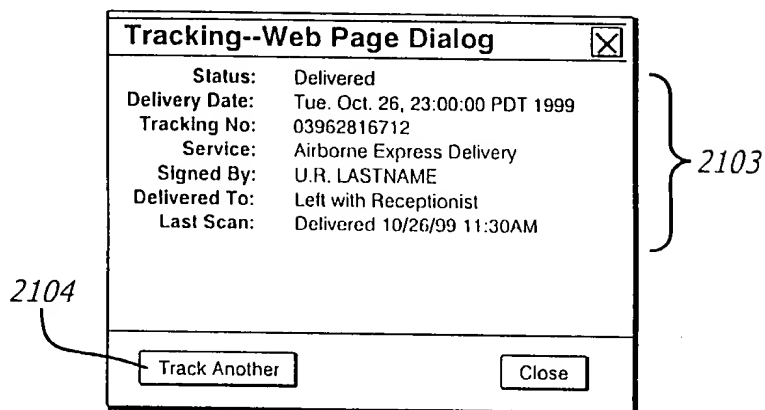 Tracking--Web Page Dialog
Status: Delivered
Delivery Date: Tue. Oct. 26, 23:00:00 PDT 1999
Tracking No: 03962816712
Service: Airborne Express Delivery
Signed By: U.R. LASTNAME
Delivered To: Left with Receptionist
Last Scan: Delivered 10/26/99 11:30AM
2103
2104
Track Another Close